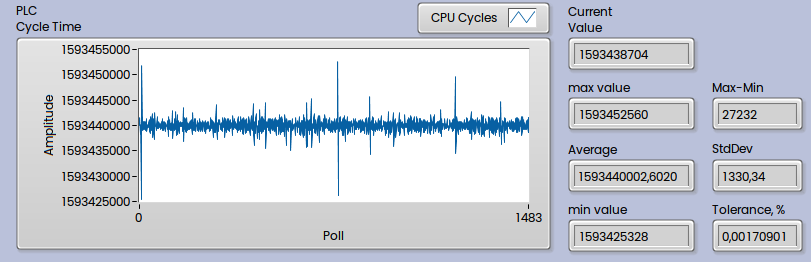 PLC
Cycle Time
CPU Cycles
Amplitude
1593455000
1593450000
1593445000
1593440000
1593435000
1593430000
1593425000
0
1483
Poll
Current
Value
1593438704
max value
1593452560
Max-Min
27232
Average
1593440002,6020
StdDev
1330,34
min value
1593425328
Tolerance, %
0,00170901